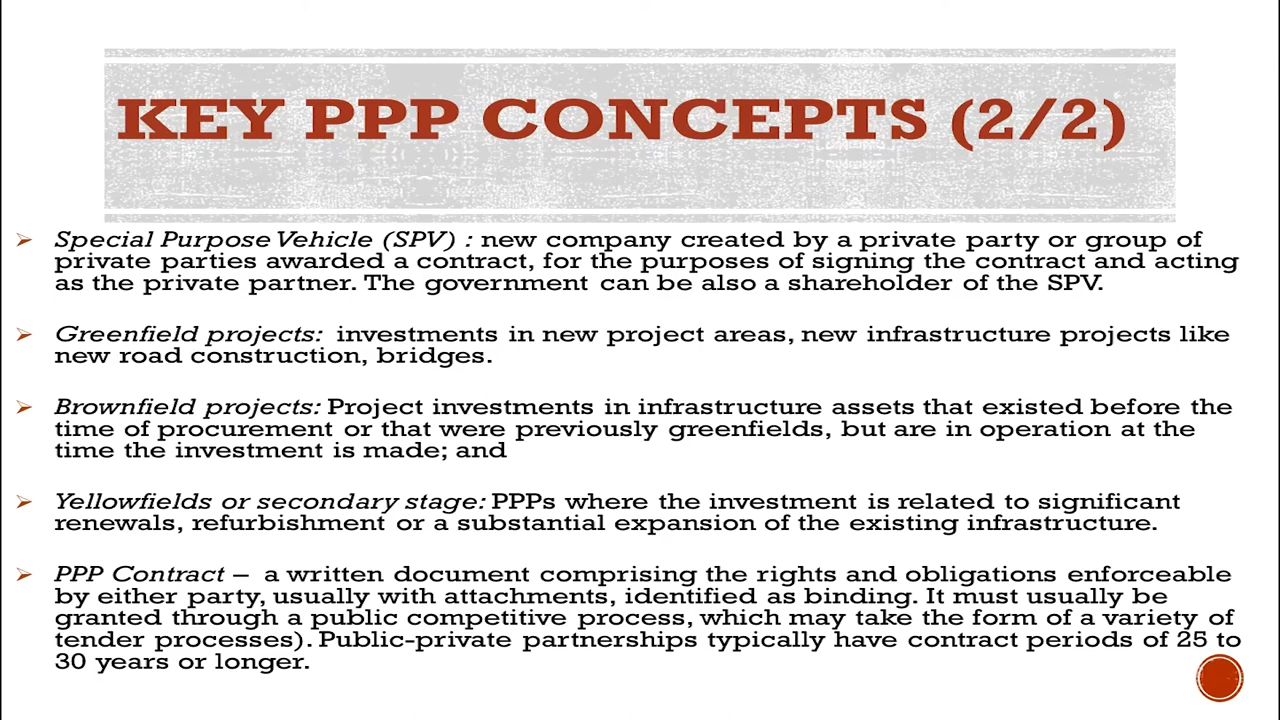 KEY PPP CONCEPTS (2/2)
Special Purpose Vehicle (SPV) : new company created by a private party or group of
private parties awarded a contract, for the purposes of signing the contract and acting
as the private partner. The government can be also a shareholder of the SPV.
Greenfield projects: investments in new project areas, new infrastructure projects like
new road construction, bridges.
Brownfield projects: Project investments in infrastructure assets that existed before the
time of procurement or that were previously greenfields, but are in operation at the
time the investment is made; and
Yellowfields or secondary stage: PPPs where the investment is related to significant
renewals, refurbishment or a substantial expansion of the existing infrastructure.
PPP Contract – a written document comprising the rights and obligations enforceable
by either party, usually with attachments, identified as binding. It must usually be
granted through a public competitive process, which may take the form of a variety of
tender processes). Public-private partnerships typically have contract periods of 25 to
30 years or longer.